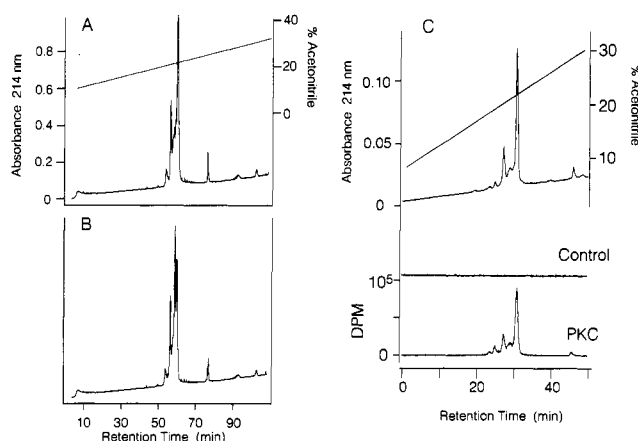 A
Absorbance 214 nm
0.8
0.6
0.4
0.2
0
40
20
0
% Acetonitrile
B
10 30 50 70 90
Retention Time (min)
C
Absorbance 214 nm
0.10
0.05
0
30
20
10
% Acetonitrile
Control
10⁵
DPM
0
PKC
0 20 40
Retention Time (min)